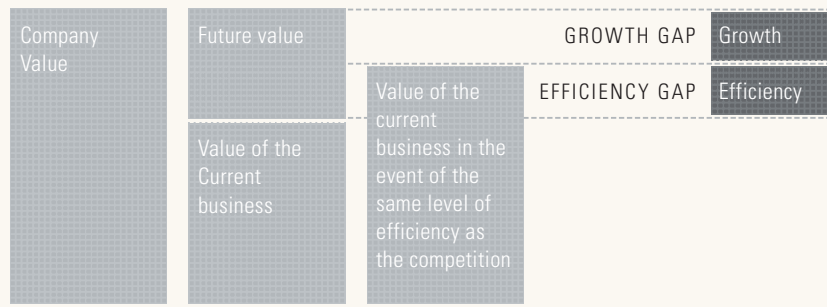 Company
Value
Future value
Value of the
Current
business
Value of the
current
business in the
event of the
same level of
efficiency as
the competition
GROWTH GAP
Growth
EFFICIENCY GAP
Efficiency